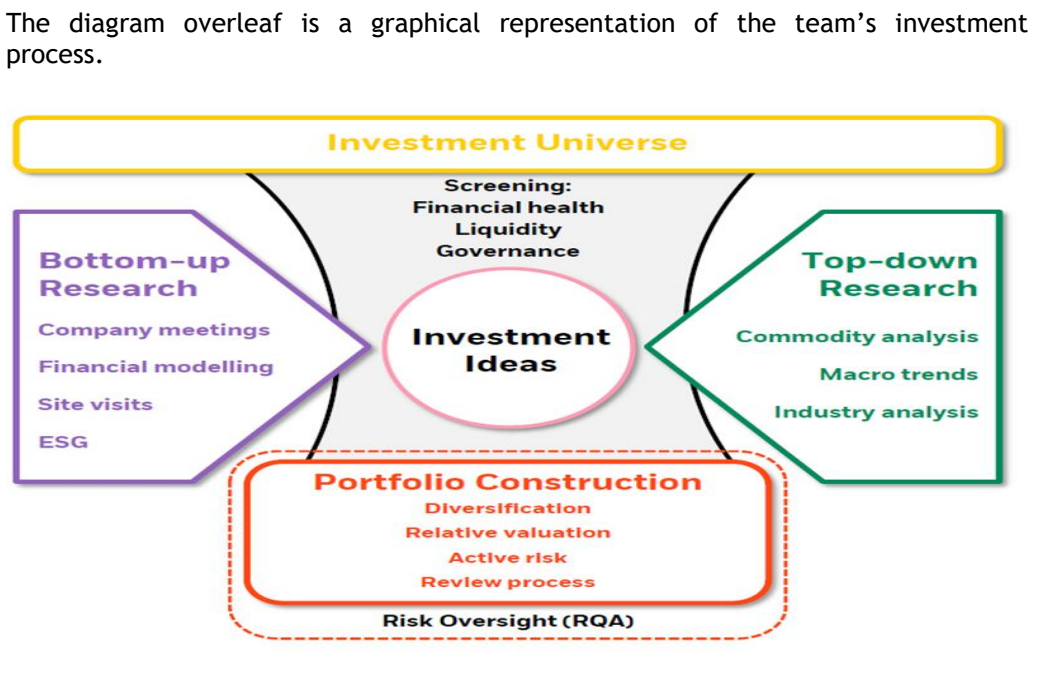 The diagram overleaf is a graphical representation of the team’s investment
process.
Investment Universe
Screening:
Financial health
Liquidity
Governance
Bottom-up
Research
Company meetings
Financial modelling
Site visits
ESG
Investment
Ideas
Top-down
Research
Commodity analysis
Macro trends
Industry analysis
Portfolio Construction
Diversification
Relative valuation
Active risk
Review process
Risk Oversight (RQA)